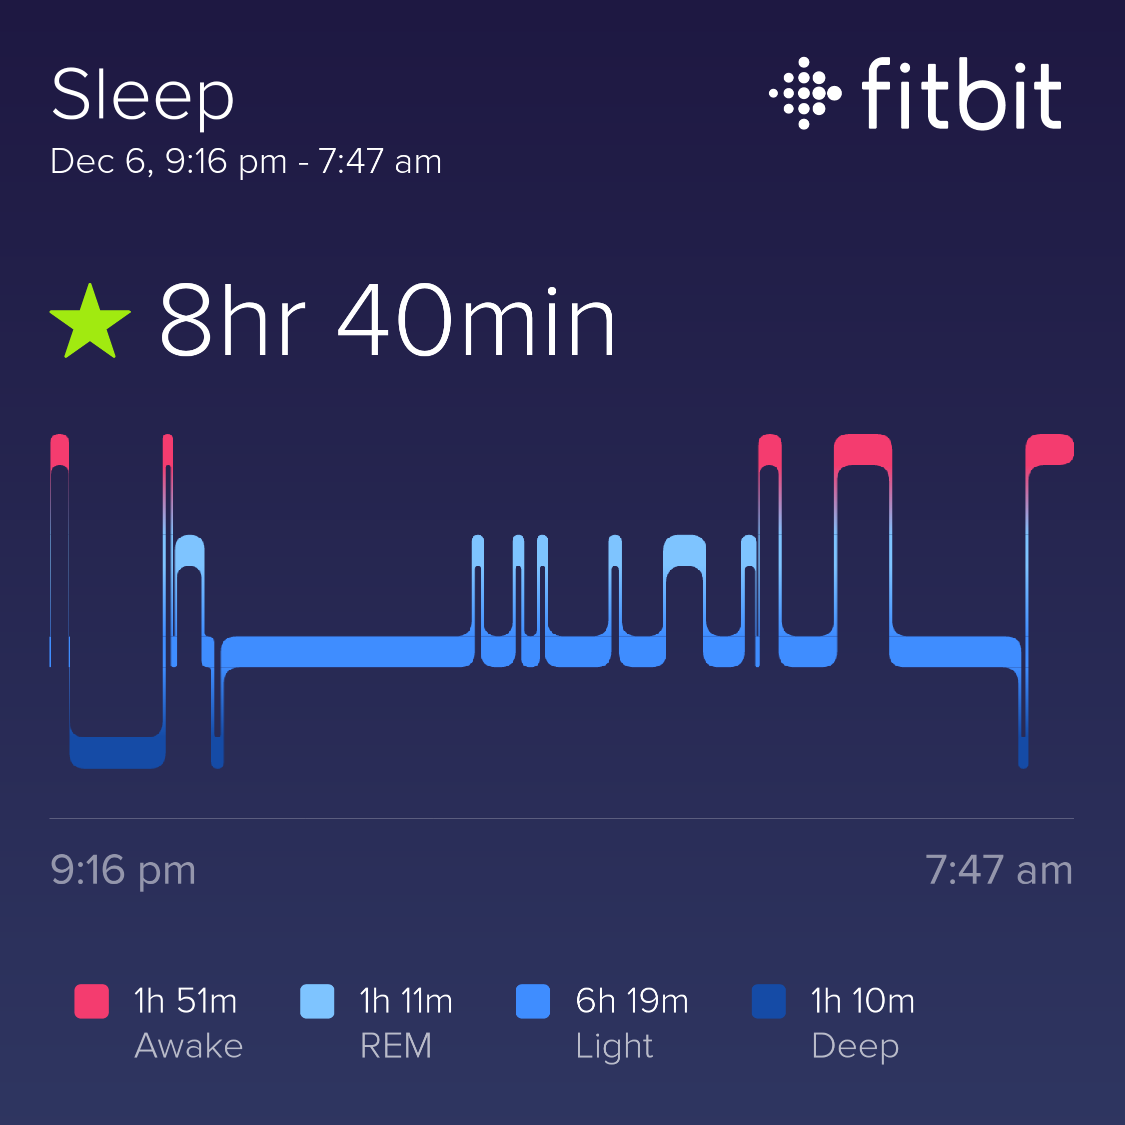 Sleep
fitbit
Dec 6, 9:16 pm - 7:47 am
8hr 40min
9:16 pm
7:47 am
1h 51m
Awake
1h 11m
REM
6h 19m
Light
1h 10m
Deep